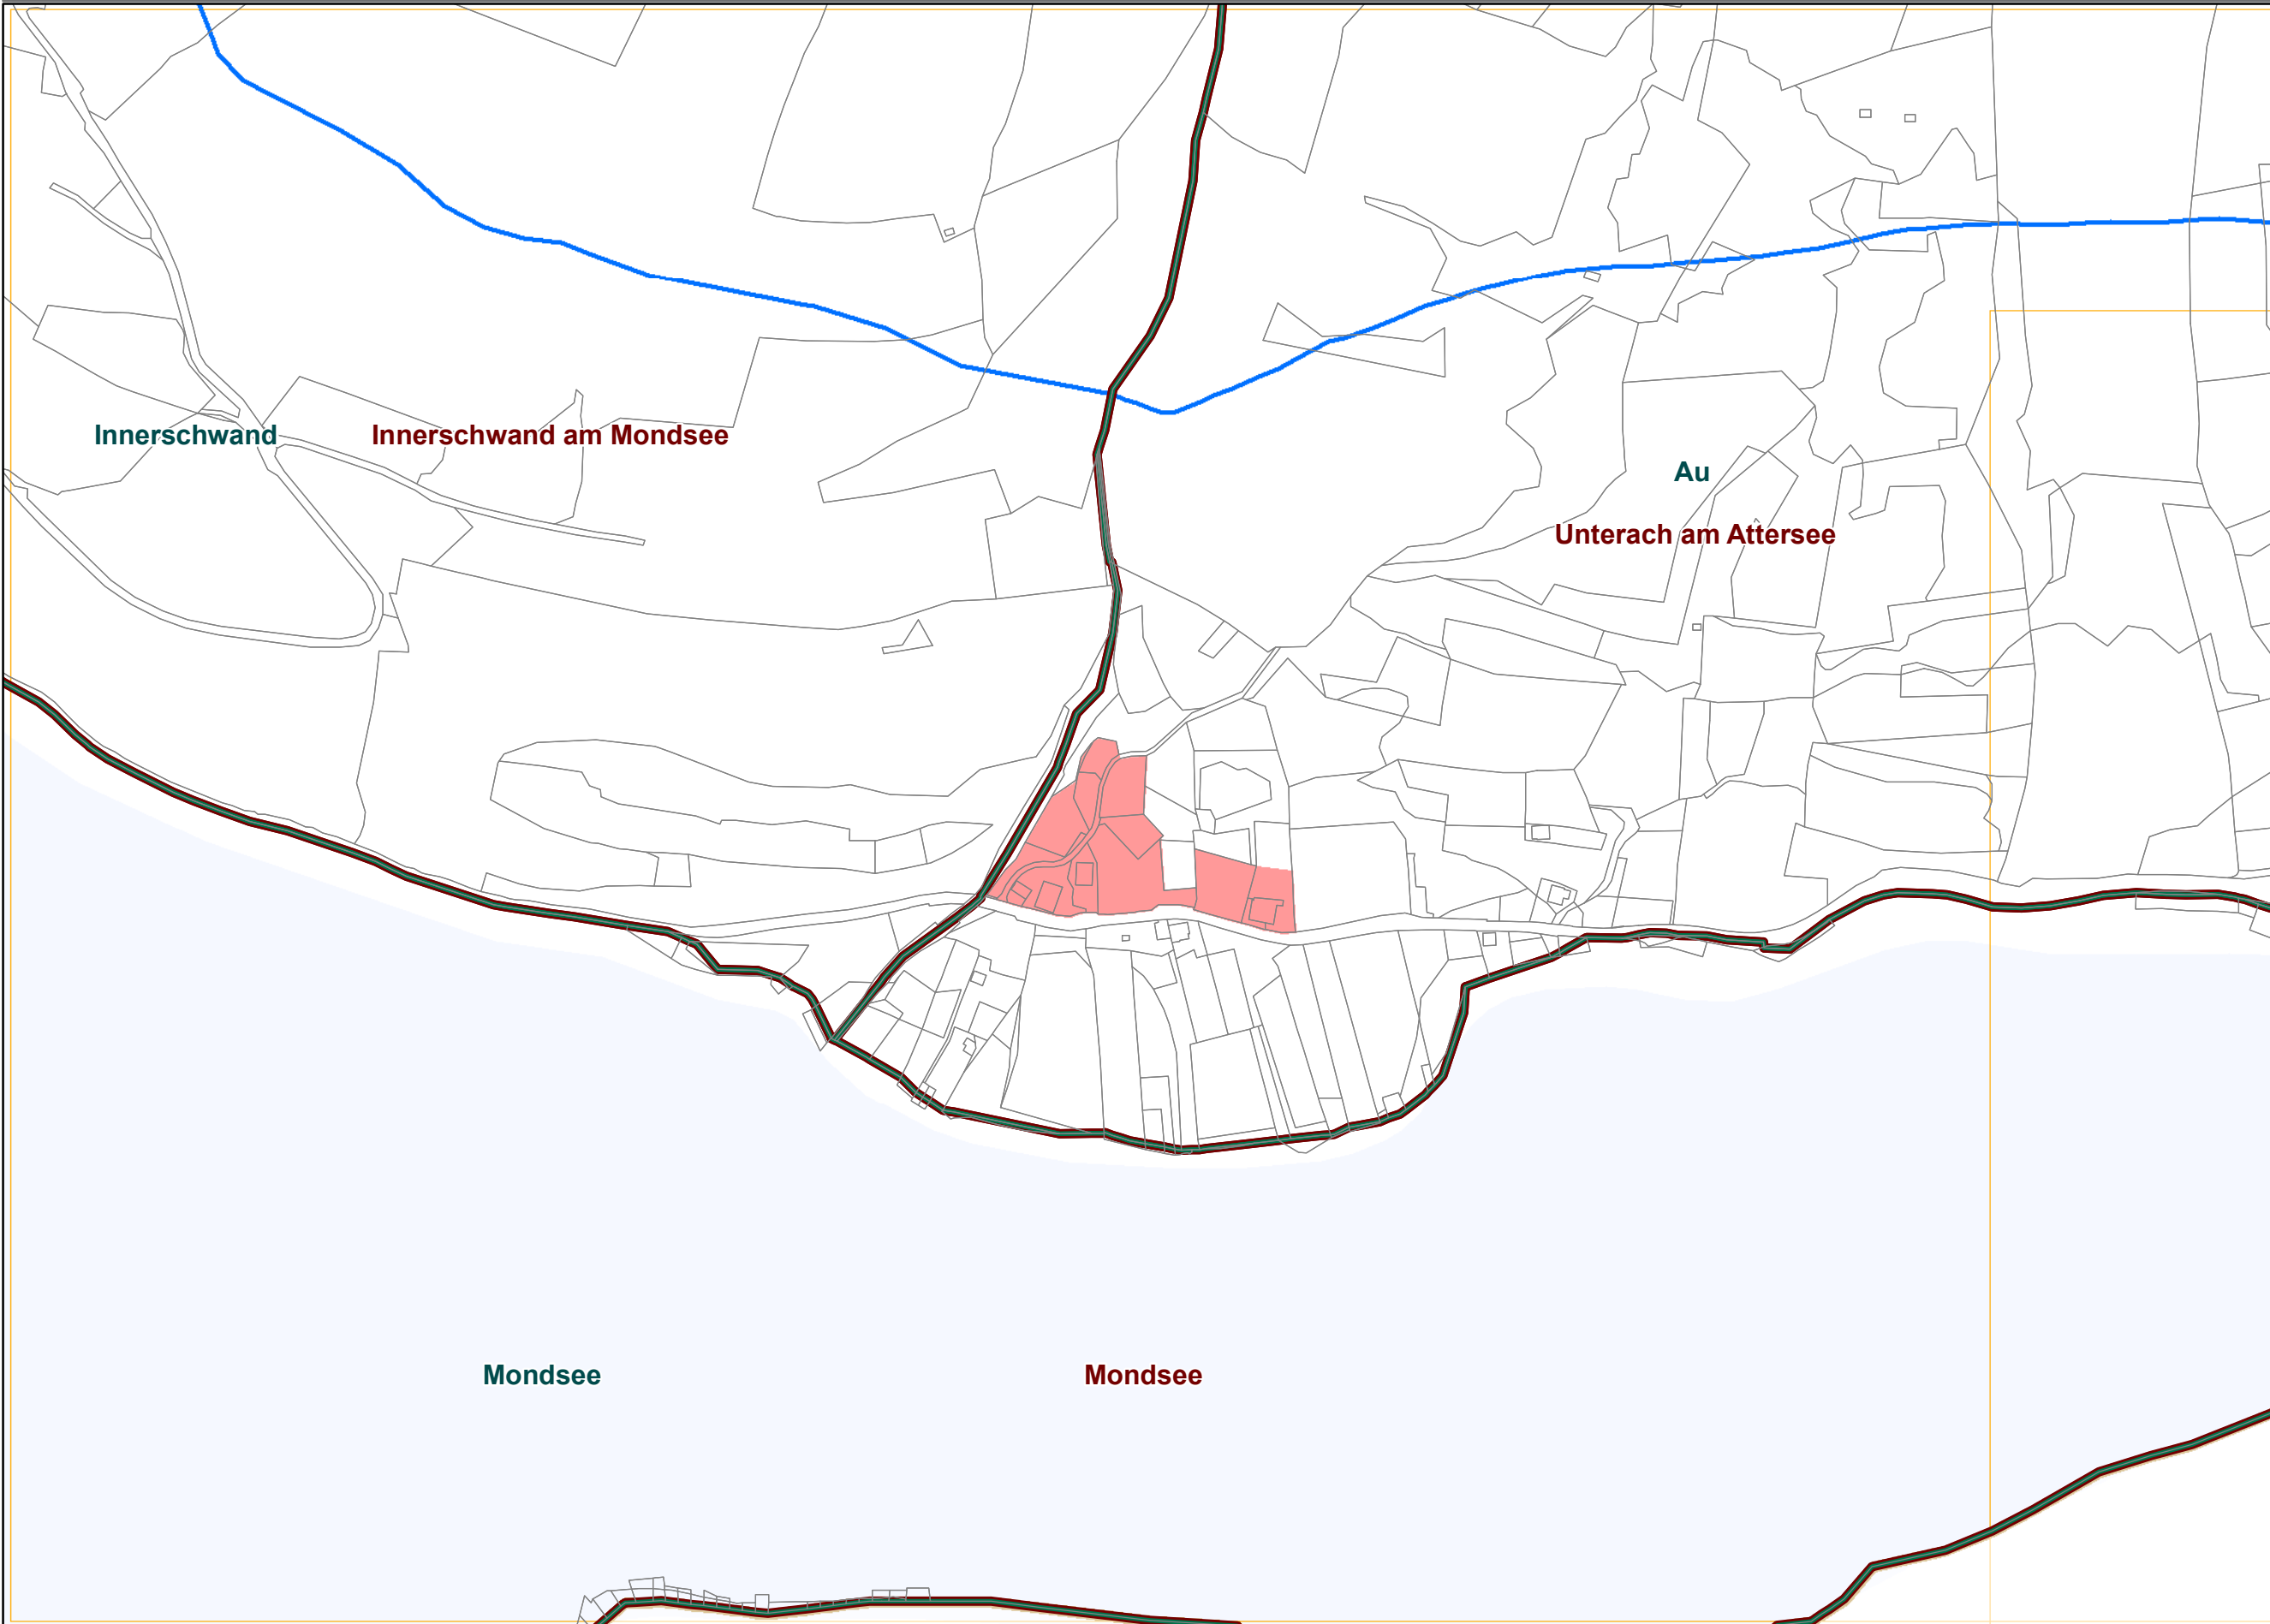 Innerschwand
Innerschwand am Mondsee
Au
Unterach am Attersee
Mondsee
Mondsee